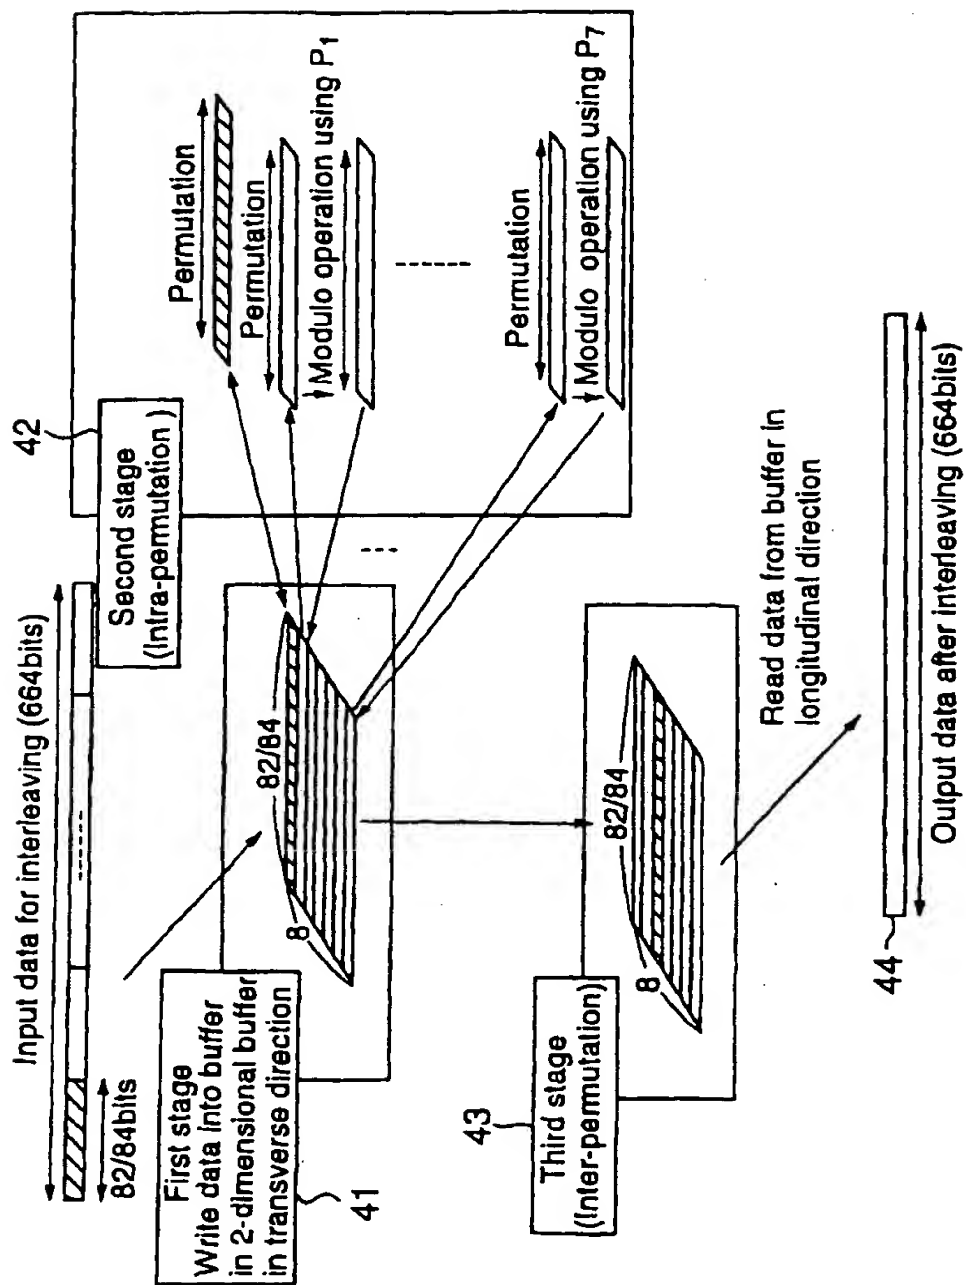 Input data for interleaving (664bits)
82/84bits
First stage
Write data into buffer
in 2-dimensional buffer
in transverse direction
41
82/84
8
Second stage
(Intra-permutation)
42
Permutation
Permutation
Modulo operation using P1
Permutation
Modulo operation using P7
Third stage
(Inter-permutation)
43
82/84
8
Read data from buffer in
longitudinal direction
44
Output data after interleaving (664bits)